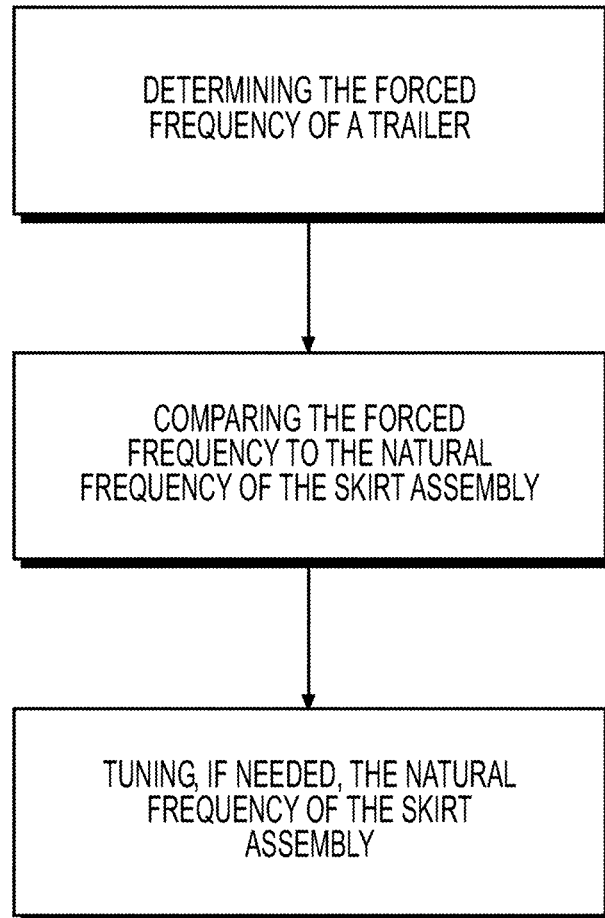 DETERMINING THE FORCED
FREQUENCY OF A TRAILER
COMPARING THE FORCED
FREQUENCY TO THE NATURAL
FREQUENCY OF THE SKIRT ASSEMBLY
TUNING, IF NEEDED, THE NATURAL
FREQUENCY OF THE SKIRT
ASSEMBLY